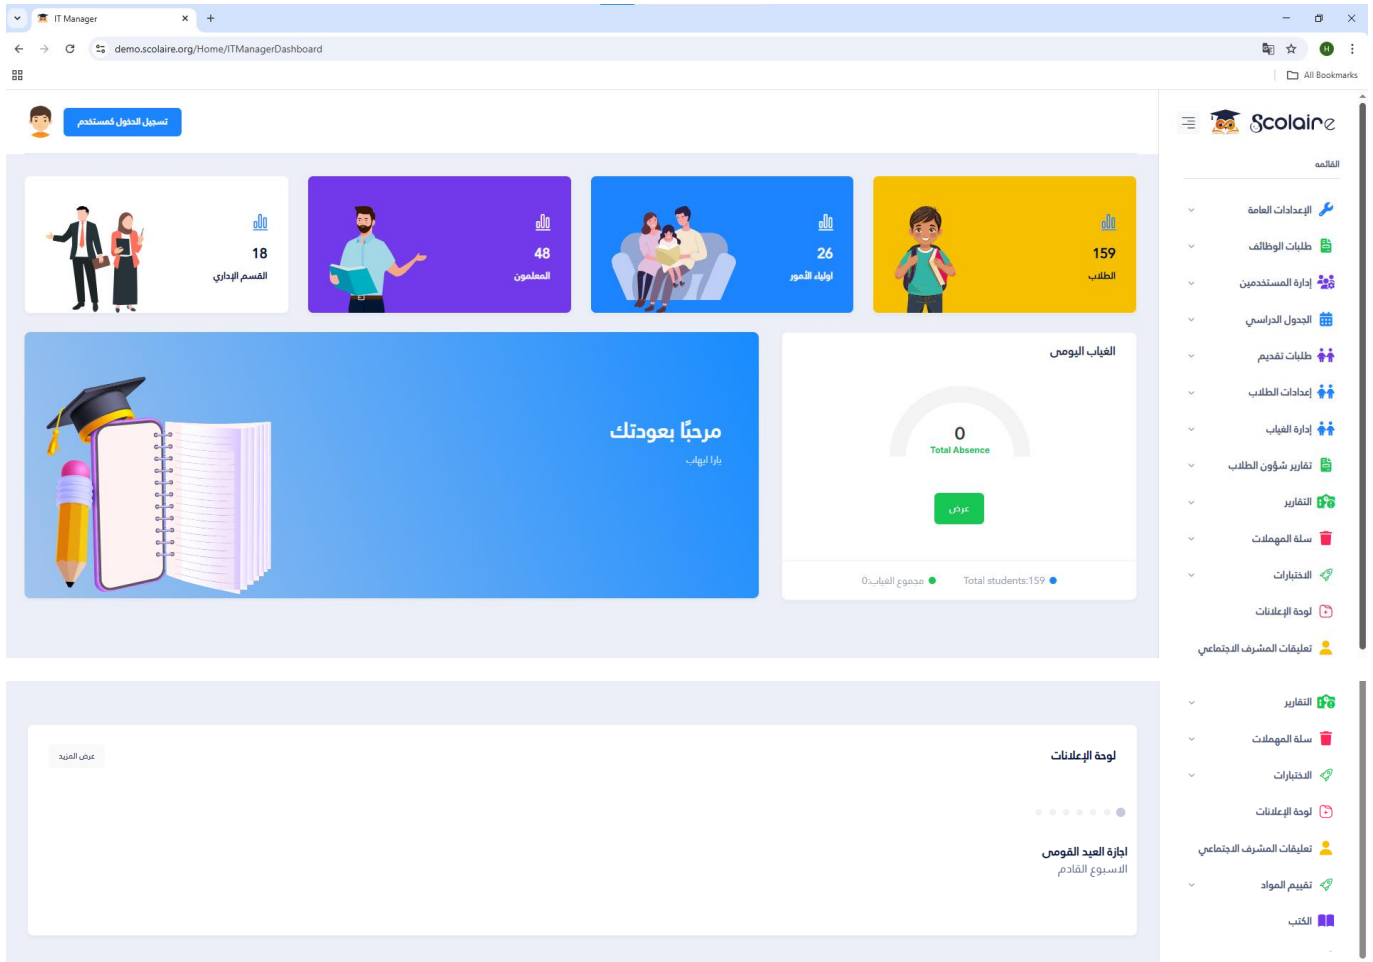 IT Manager
demo.scolaire.org/Home/ITManagerDashboard
H
All Bookmarks
تسجيل الدخول كمستخدم
Scolaire
القائمه
الإعدادات العامة
طلبات الوظائف
إدارة المستخدمين
الجدول الدراسي
طلبات تقديم
إعدادات الطلاب
إدارة الغياب
تقارير شؤون الطلاب
التقارير
سلة المهملات
الاختبارات
لوحة الإعلانات
تعليقات المشرف الاجتماعي
159
الطلاب
26
اولياء الأمور
48
المعلمون
18
القسم الإداري
الغياب اليومى
0
Total Absence
عرض
Total students:159
مجموع الغياب:0
مرحبًا بعودتك
يارا ايهاب
التقارير
سلة المهملات
الاختبارات
لوحة الإعلانات
تعليقات المشرف الاجتماعي
تقييم المواد
الكتب
لوحة الإعلانات
عرض المزيد
اجازة العيد القومى
الاسبوع القادم